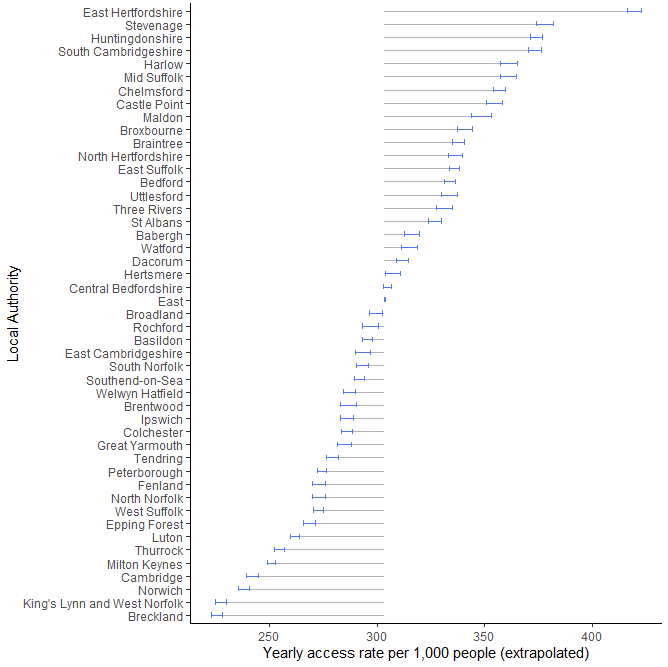 East Hertfordshire
Stevenage
Huntingdonshire
South Cambridgeshire
Harlow
Mid Suffolk
Chelmsford
Castle Point
Maldon
Broxbourne
Braintree
North Hertfordshire
East Suffolk
Bedford
Uttlesford
Three Rivers
St Albans
Babergh
Watford
Dacorum
Hertsmere
Central Bedfordshire
East
Broadland
Rochford
Basildon
East Cambridgeshire
South Norfolk
Southend-on-Sea
Welwyn Hatfield
Brentwood
Ipswich
Colchester
Great Yarmouth
Tendring
Peterborough
Fenland
North Norfolk
West Suffolk
Epping Forest
Luton
Thurrock
Milton Keynes
Cambridge
Norwich
King's Lynn and West Norfolk
Breckland
Local Authority
250 300 350 400
Yearly access rate per 1,000 people (extrapolated)